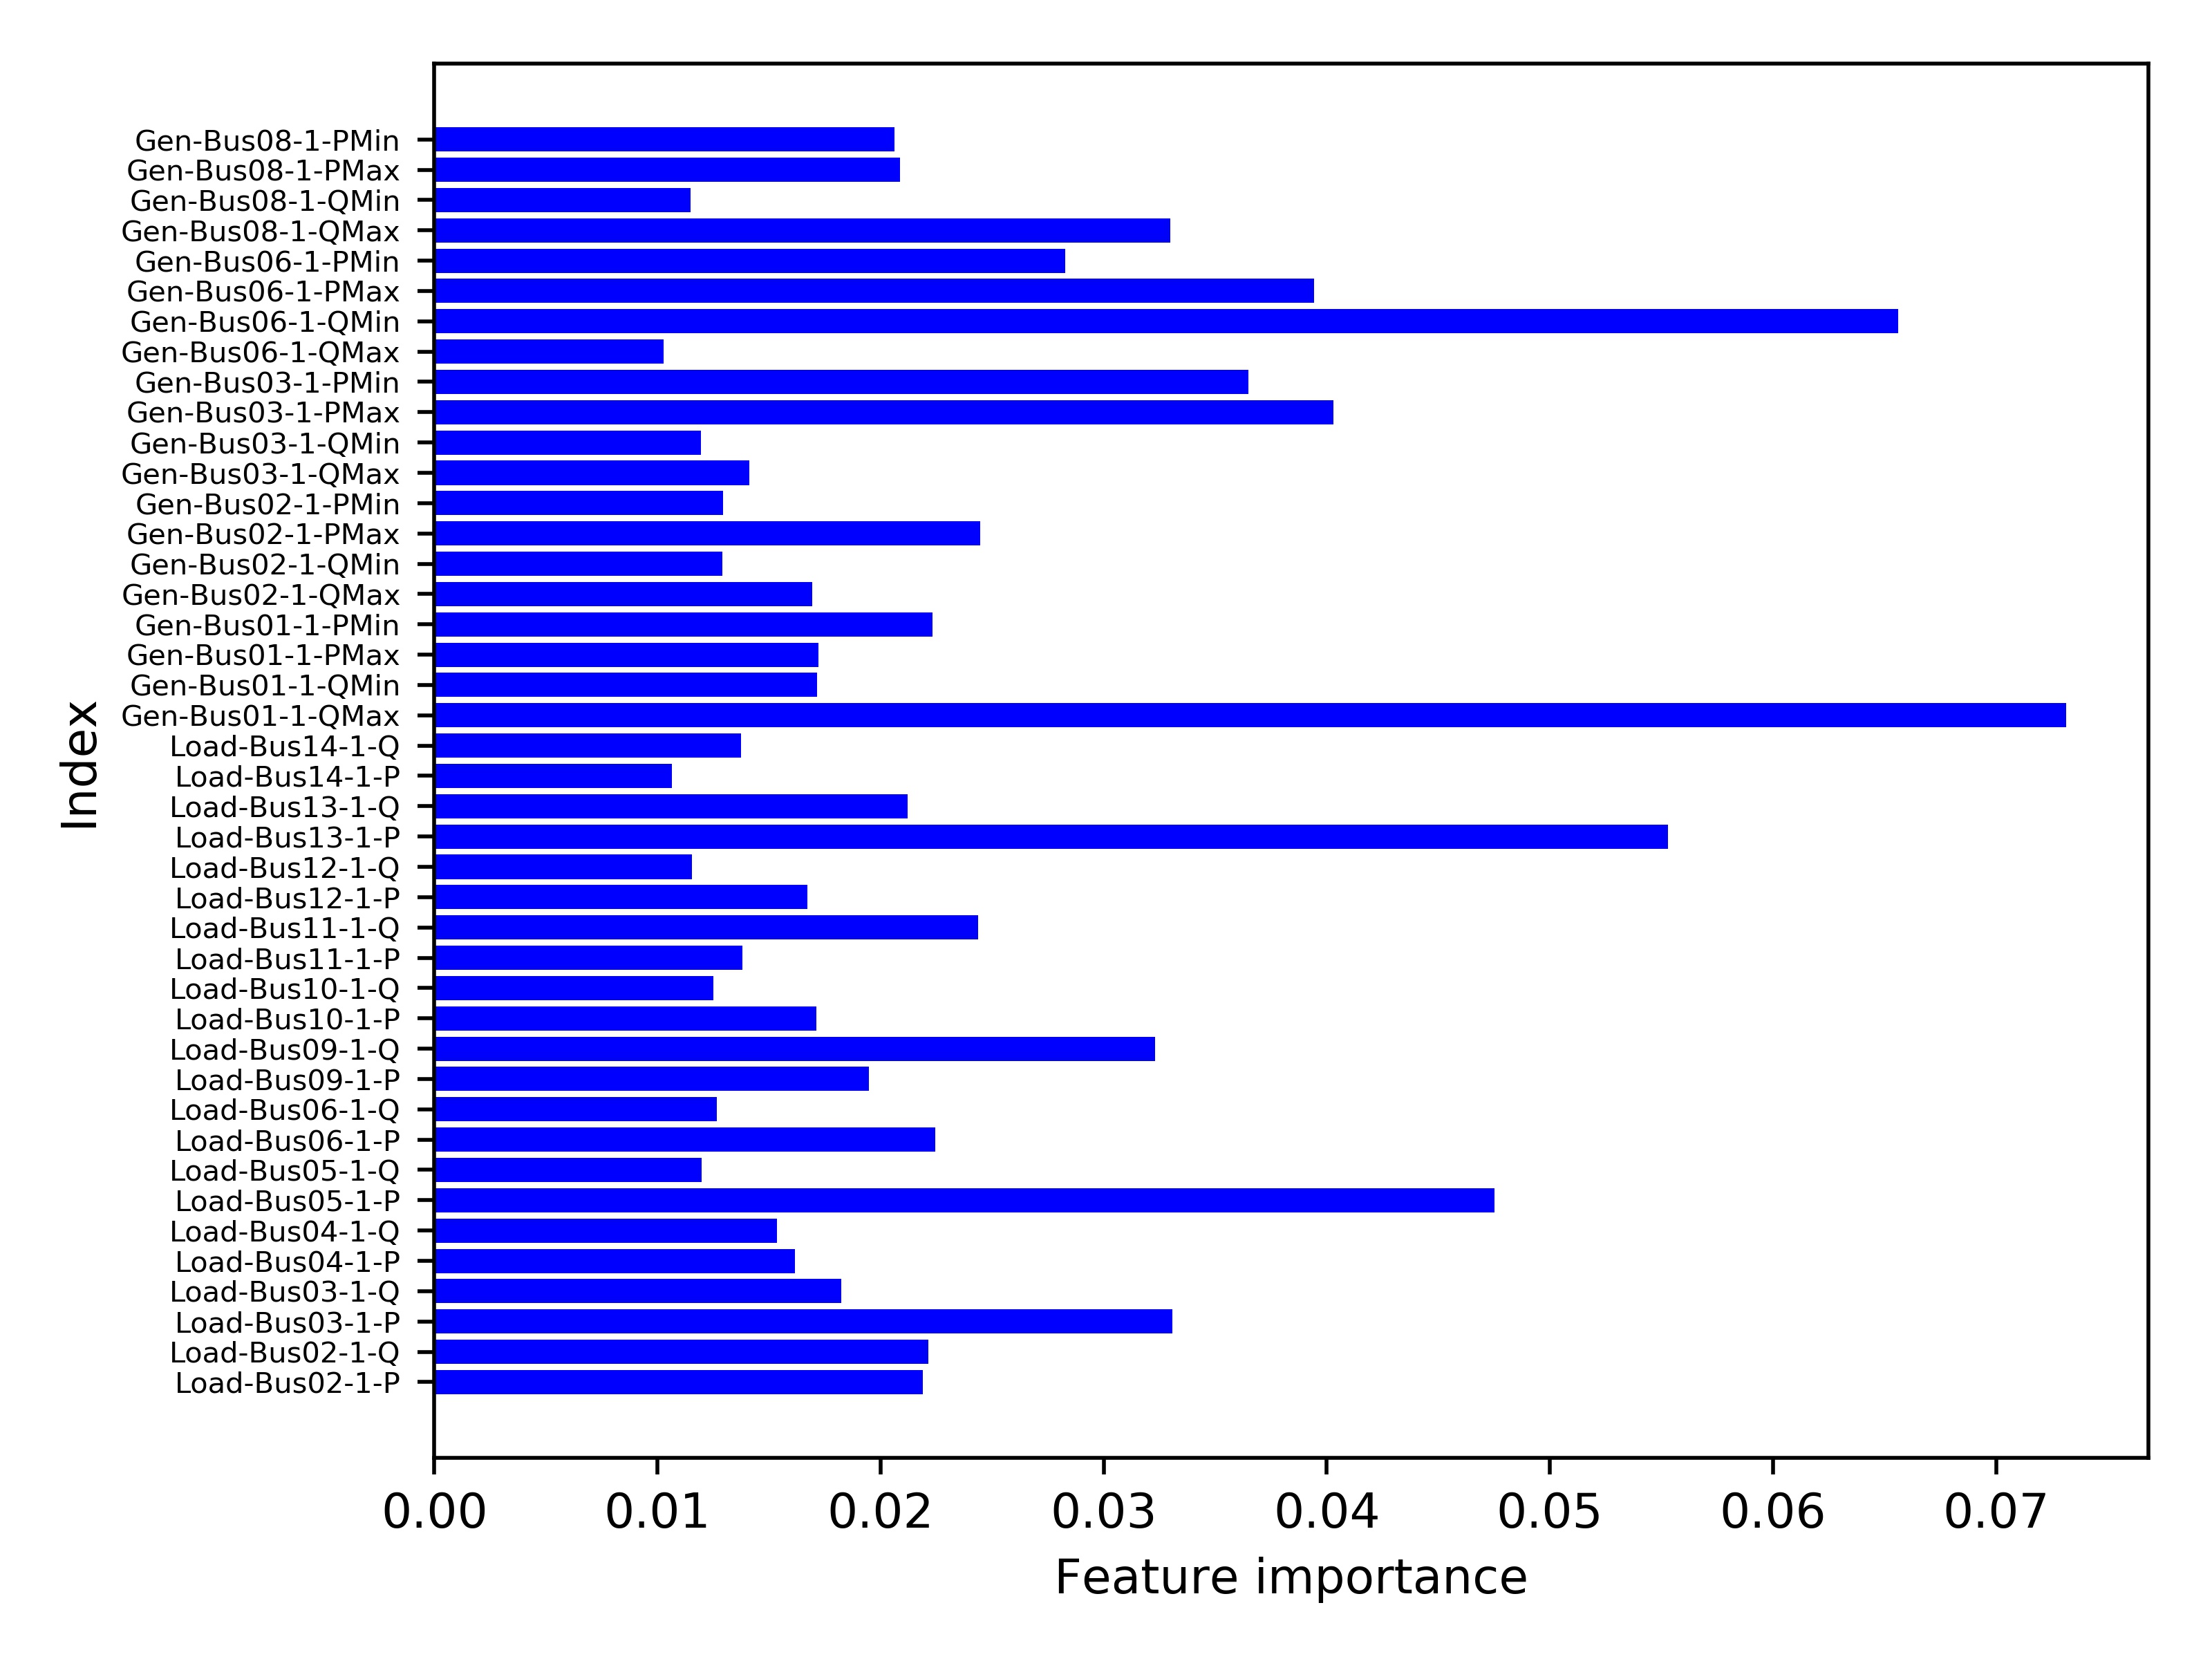 Gen-Bus08-1-PMin
Gen-Bus08-1-PMax
Gen-Bus08-1-QMin
Gen-Bus08-1-QMax
Gen-Bus06-1-PMin
Gen-Bus06-1-PMax
Gen-Bus06-1-QMin
Gen-Bus06-1-QMax
Gen-Bus03-1-PMin
Gen-Bus03-1-PMax
Gen-Bus03-1-QMin
Gen-Bus03-1-QMax
Gen-Bus02-1-PMin
Gen-Bus02-1-PMax
Gen-Bus02-1-QMin
Gen-Bus02-1-QMax
Gen-Bus01-1-PMin
Gen-Bus01-1-PMax
Gen-Bus01-1-QMin
Gen-Bus01-1-QMax
Load-Bus14-1-Q
Load-Bus14-1-P
Load-Bus13-1-Q
Load-Bus13-1-P
Load-Bus12-1-Q
Load-Bus12-1-P
Load-Bus11-1-Q
Load-Bus11-1-P
Load-Bus10-1-Q
Load-Bus10-1-P
Load-Bus09-1-Q
Load-Bus09-1-P
Load-Bus06-1-Q
Load-Bus06-1-P
Load-Bus05-1-Q
Load-Bus05-1-P
Load-Bus04-1-Q
Load-Bus04-1-P
Load-Bus03-1-Q
Load-Bus03-1-P
Load-Bus02-1-Q
Load-Bus02-1-P
Index
0.00 0.01 0.02 0.03 0.04 0.05 0.06 0.07
Feature importance